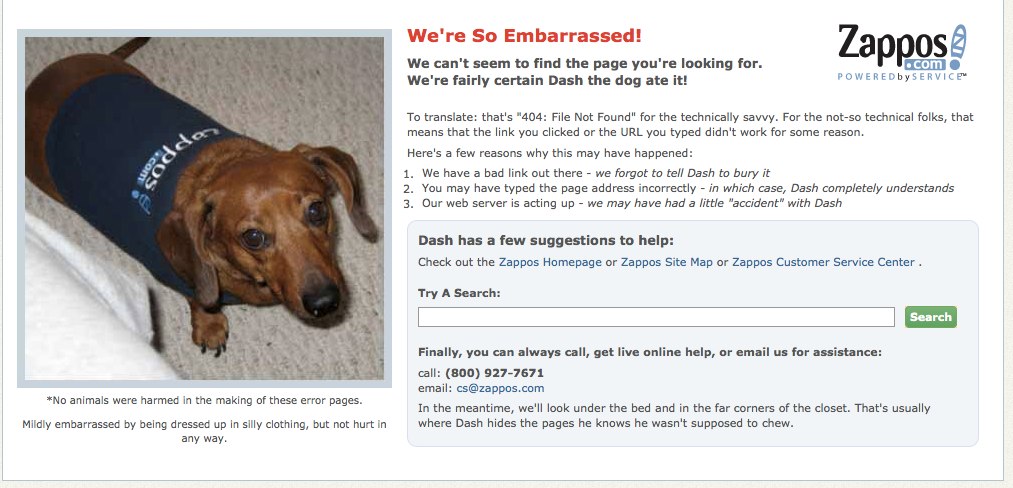 We're So Embarrassed!
Zappos
.com
POWEREDbySERVICE™
We can't seem to find the page you're looking for.
We're fairly certain Dash the dog ate it!
To translate: that's "404: File Not Found" for the technically savvy. For the not-so technical folks, that
means that the link you clicked or the URL you typed didn't work for some reason.
Here's a few reasons why this may have happened:
1. We have a bad link out there - we forgot to tell Dash to bury it
2. You may have typed the page address incorrectly - in which case, Dash completely understands
3. Our web server is acting up - we may have had a little "accident" with Dash
Dash has a few suggestions to help:
Check out the Zappos Homepage or Zappos Site Map or Zappos Customer Service Center .
Try A Search:
Search
Finally, you can always call, get live online help, or email us for assistance:
call: (800) 927-7671
email: cs@zappos.com
In the meantime, we'll look under the bed and in the far corners of the closet. That's usually
where Dash hides the pages he knows he wasn't supposed to chew.
Zappos
.com
*No animals were harmed in the making of these error pages.
Mildly embarrassed by being dressed up in silly clothing, but not hurt in
any way.